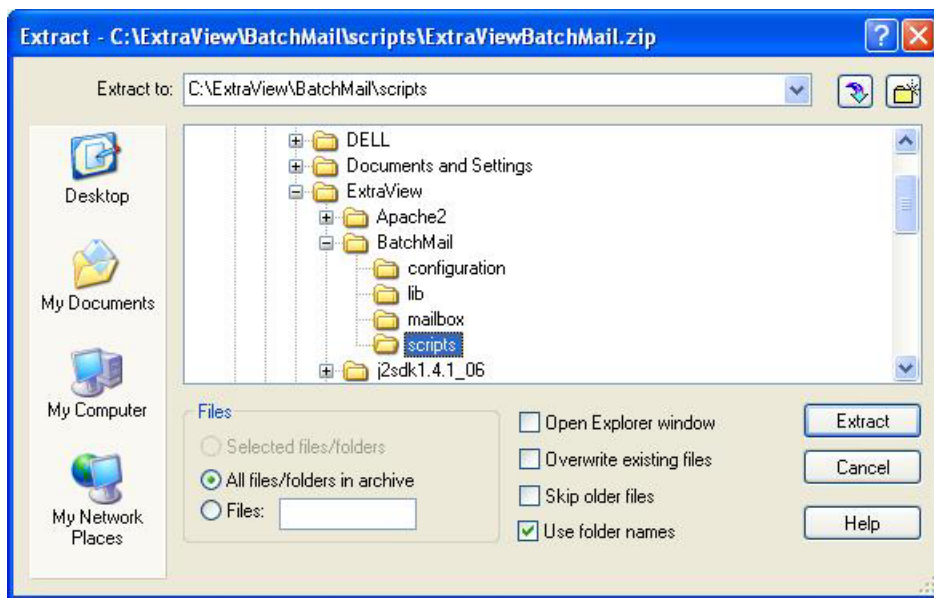 Extract - C:\ExtraView\BatchMail\scripts\ExtraViewBatchMail.zip
Extract to: C:\ExtraView\BatchMail\scripts
Desktop
My Documents
My Computer
My Network
Places
DELL
Documents and Settings
ExtraView
Apache2
BatchMail
configuration
lib
mailbox
scripts
j2sdk1.4.1_06
Files
Selected files/folders
All files/folders in archive
Files:
Open Explorer window
Overwrite existing files
Skip older files
Use folder names
Extract
Cancel
Help